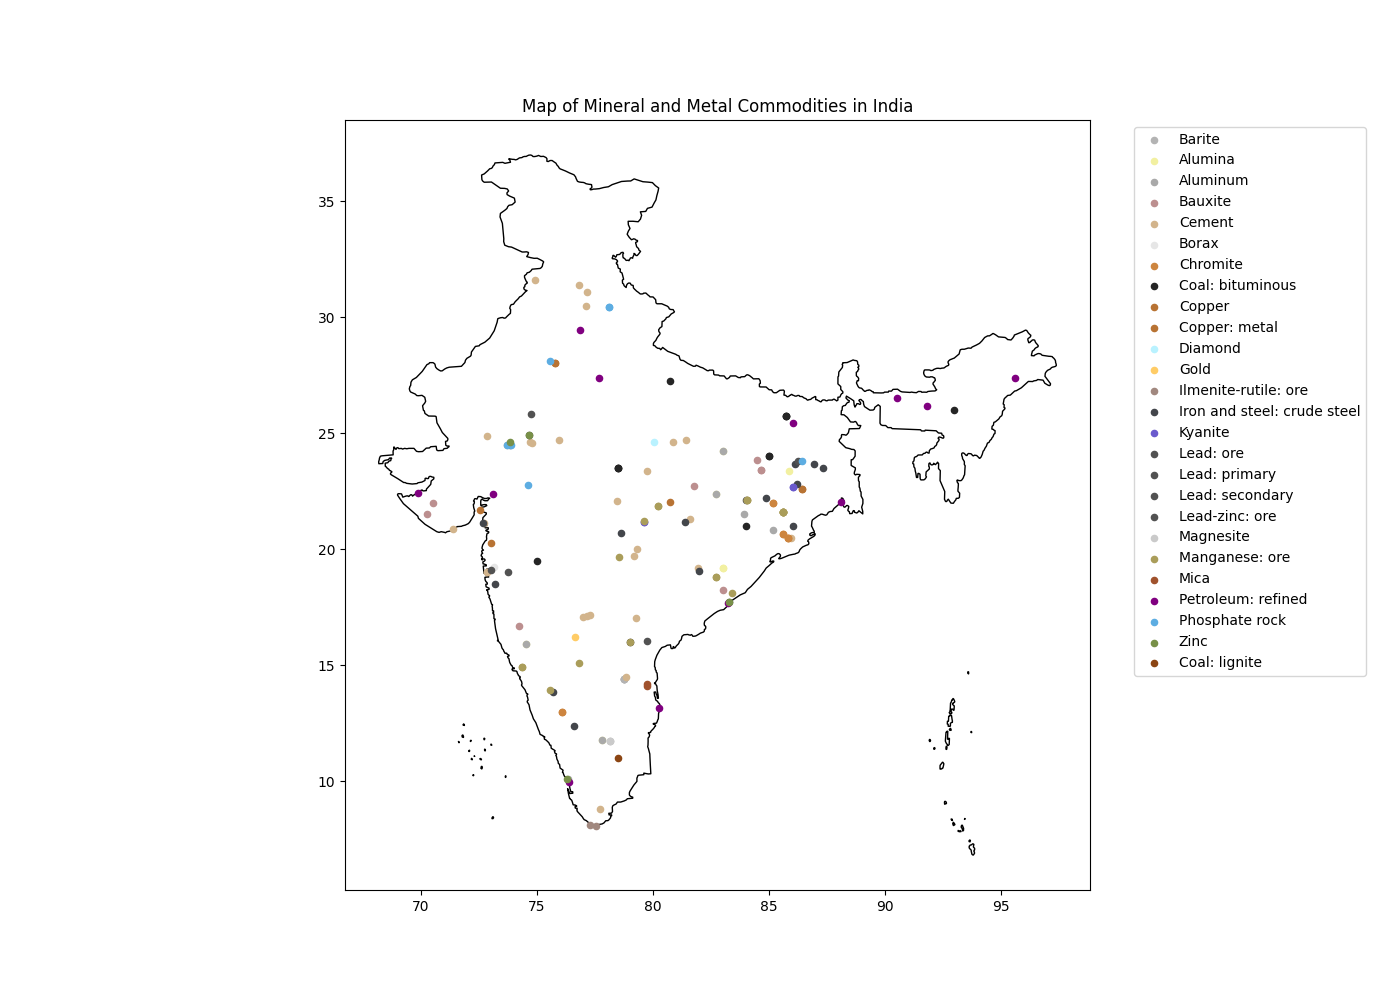 Map of Mineral and Metal Commodities in India
35
30
25
20
15
10
70
75
80
85
90
95
Barite
Alumina
Aluminum
Bauxite
Cement
Borax
Chromite
Coal: bituminous
Copper
Copper: metal
Diamond
Gold
Ilmenite-rutile: ore
Iron and steel: crude steel
Kyanite
Lead: ore
Lead: primary
Lead: secondary
Lead-zinc: ore
Magnesite
Manganese: ore
Mica
Petroleum: refined
Phosphate rock
Zinc
Coal: lignite